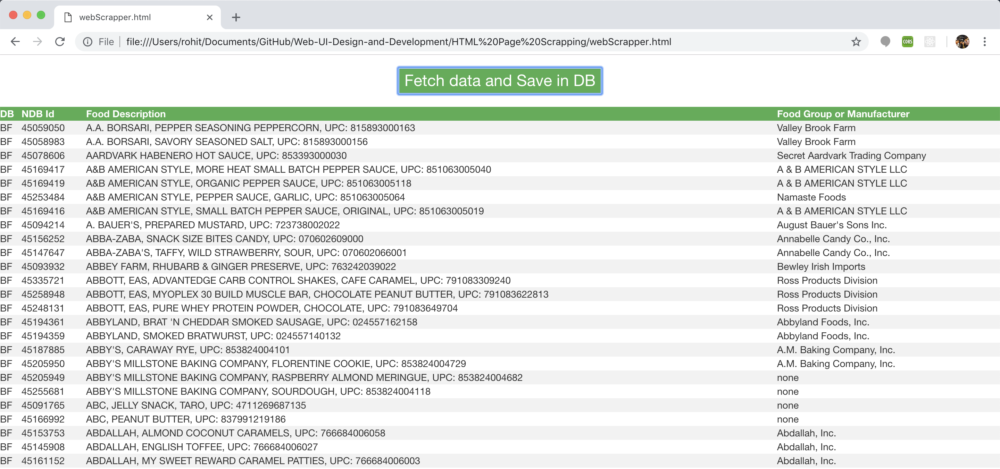 webScrapper.html
File file:///Users/rohit/Documents/GitHub/Web-UI-Design-and-Development/HTML%20Page%20Scrapping/webScrapper.html
CORS
Fetch data and Save in DB
DB NDB Id Food Description Food Group or Manufacturer
BF 45059050 A.A. BORSARI, PEPPER SEASONING PEPPERCORN, UPC: 815893000163 Valley Brook Farm
BF 45058983 A.A. BORSARI, SAVORY SEASONED SALT, UPC: 815893000156 Valley Brook Farm
BF 45078606 AARDVARK HABENERO HOT SAUCE, UPC: 853393000030 Secret Aardvark Trading Company
BF 45169417 A&B AMERICAN STYLE, MORE HEAT SMALL BATCH PEPPER SAUCE, UPC: 851063005040 A & B AMERICAN STYLE LLC
BF 45169419 A&B AMERICAN STYLE, ORGANIC PEPPER SAUCE, UPC: 851063005118 A & B AMERICAN STYLE LLC
BF 45253484 A&B AMERICAN STYLE, PEPPER SAUCE, GARLIC, UPC: 851063005064 Namaste Foods
BF 45169416 A&B AMERICAN STYLE, SMALL BATCH PEPPER SAUCE, ORIGINAL, UPC: 851063005019 A & B AMERICAN STYLE LLC
BF 45094214 A. BAUER'S, PREPARED MUSTARD, UPC: 723738002022 August Bauer's Sons Inc.
BF 45156252 ABBA-ZABA, SNACK SIZE BITES CANDY, UPC: 070602609000 Annabelle Candy Co., Inc.
BF 45147647 ABBA-ZABA'S, TAFFY, WILD STRAWBERRY, SOUR, UPC: 070602066001 Annabelle Candy Co., Inc.
BF 45093932 ABBEY FARM, RHUBARB & GINGER PRESERVE, UPC: 763242039022 Bewley Irish Imports
BF 45335721 ABBOTT, EAS, ADVANTEDGE CARB CONTROL SHAKES, CAFE CARAMEL, UPC: 791083309240 Ross Products Division
BF 45258948 ABBOTT, EAS, MYOPLEX 30 BUILD MUSCLE BAR, CHOCOLATE PEANUT BUTTER, UPC: 791083622813 Ross Products Division
BF 45248131 ABBOTT, EAS, PURE WHEY PROTEIN POWDER, CHOCOLATE, UPC: 791083649704 Ross Products Division
BF 45194361 ABBYLAND, BRAT 'N CHEDDAR SMOKED SAUSAGE, UPC: 024557162158 Abbyland Foods, Inc.
BF 45194359 ABBYLAND, SMOKED BRATWURST, UPC: 024557140132 Abbyland Foods, Inc.
BF 45187885 ABBY'S, CARAWAY RYE, UPC: 853824004101 A.M. Baking Company, Inc.
BF 45205950 ABBY'S MILLSTONE BAKING COMPANY, FLORENTINE COOKIE, UPC: 853824004729 A.M. Baking Company, Inc.
BF 45205949 ABBY'S MILLSTONE BAKING COMPANY, RASPBERRY ALMOND MERINGUE, UPC: 853824004682 none
BF 45255681 ABBY'S MILLSTONE BAKING COMPANY, SOURDOUGH, UPC: 853824004118 none
BF 45091765 ABC, JELLY SNACK, TARO, UPC: 4711269687135 none
BF 45166992 ABC, PEANUT BUTTER, UPC: 837991219186 none
BF 45153753 ABDALLAH, ALMOND COCONUT CARAMELS, UPC: 766684006058 Abdallah, Inc.
BF 45145908 ABDALLAH, ENGLISH TOFFEE, UPC: 766684006027 Abdallah, Inc.
BF 45161152 ABDALLAH, MY SWEET REWARD CARAMEL PATTIES, UPC: 766684006003 Abdallah, Inc.